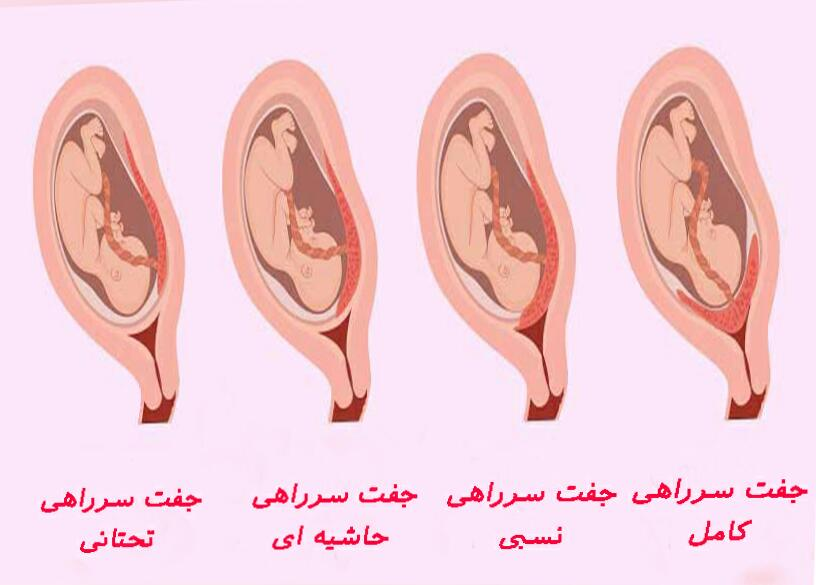 جفت سرراهی
کامل
جفت سرراهی
نسبی
جفت سرراهی
حاشیه ای
جفت سرراهی
تحتانی